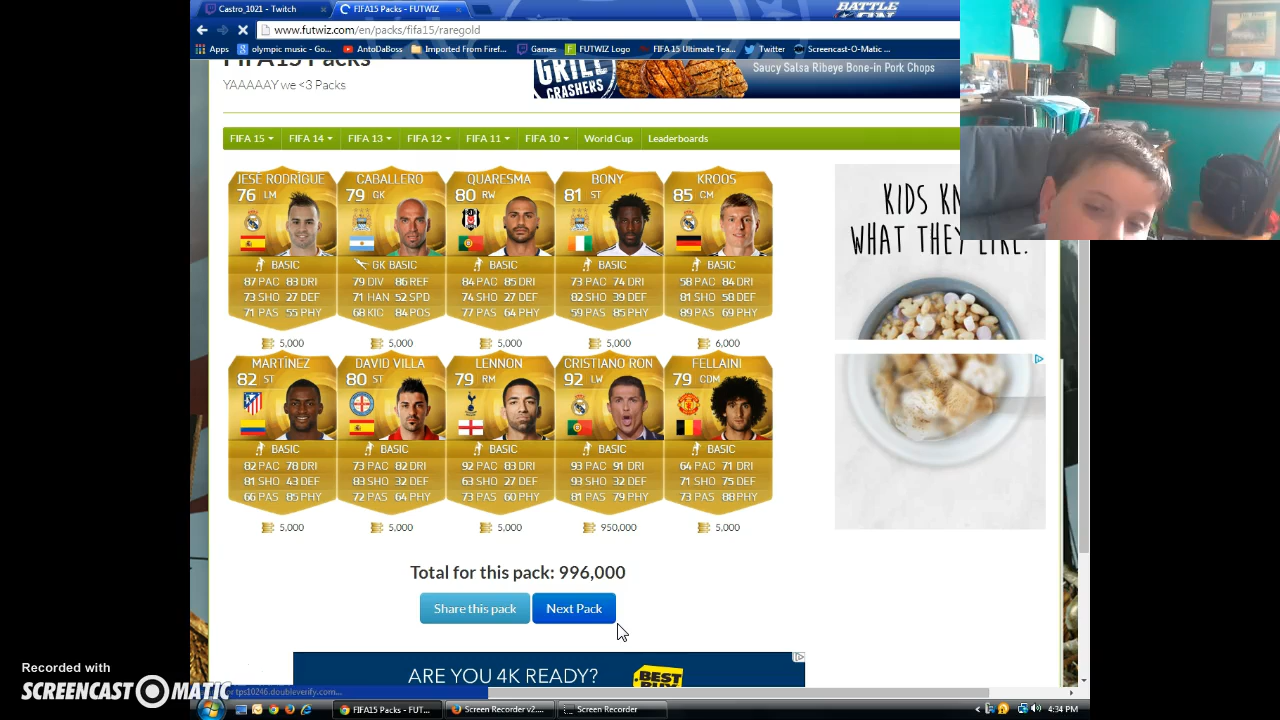 Castro_1021 - Twitch
FIFA15 Packs - FUTWIZ
www.futwiz.com/en/packs/fifa15/raregold
Apps olympic music - Go... AntoDaBoss Imported From Firef... Games FUTWIZ Logo FIFA 15 Ultimate Tea... Twitter Screencast-O-Matic ...
FIFA15 Packs
YAAAAAY we <3 Packs
GRILL CRASHERS
Saucy Salsa Ribeye Bone-in Pork Chops
FIFA 15 FIFA 14 FIFA 13 FIFA 12 FIFA 11 FIFA 10 World Cup Leaderboards
JESÉ RODRÍGUE CABALLERO QUARESMA BONY KROOS
76 LM 79 GK 80 RW 81 ST 85 CM
BASIC GK BASIC BASIC BASIC BASIC
87 PAC 83 DRI 79 DIV 86 REF 84 PAC 85 DRI 73 PAC 74 DRI 58 PAC 84 DRI
73 SHO 27 DEF 71 HAN 52 SPD 74 SHO 27 DEF 82 SHO 39 DEF 81 SHO 58 DEF
71 PAS 55 PHY 68 KIC 84 POS 77 PAS 64 PHY 59 PAS 85 PHY 89 PAS 69 PHY
5,000 5,000 5,000 5,000 6,000
MARTÍNEZ DAVID VILLA LENNON CRISTIANO RON FELLAINI
82 ST 80 ST 79 RM 92 LW 79 CDM
BASIC BASIC BASIC BASIC BASIC
82 PAC 78 DRI 73 PAC 82 DRI 92 PAC 83 DRI 93 PAC 91 DRI 64 PAC 71 DRI
81 SHO 43 DEF 83 SHO 32 DEF 63 SHO 27 DEF 93 SHO 32 DEF 71 SHO 75 DEF
66 PAS 85 PHY 72 PAS 64 PHY 73 PAS 60 PHY 81 PAS 79 PHY 73 PAS 88 PHY
5,000 5,000 5,000 950,000 5,000
Total for this pack: 996,000
Share this pack Next Pack
KIDS KN
WHAT THEY LIKE.
ARE YOU 4K READY?
BEST BUY
or tps10246.doubleverify.com...
FIFA15 Packs - FUT... Screen Recorder v2.... Screen Recorder 4:34 PM
Recorded with
SCREENCAST MATIC